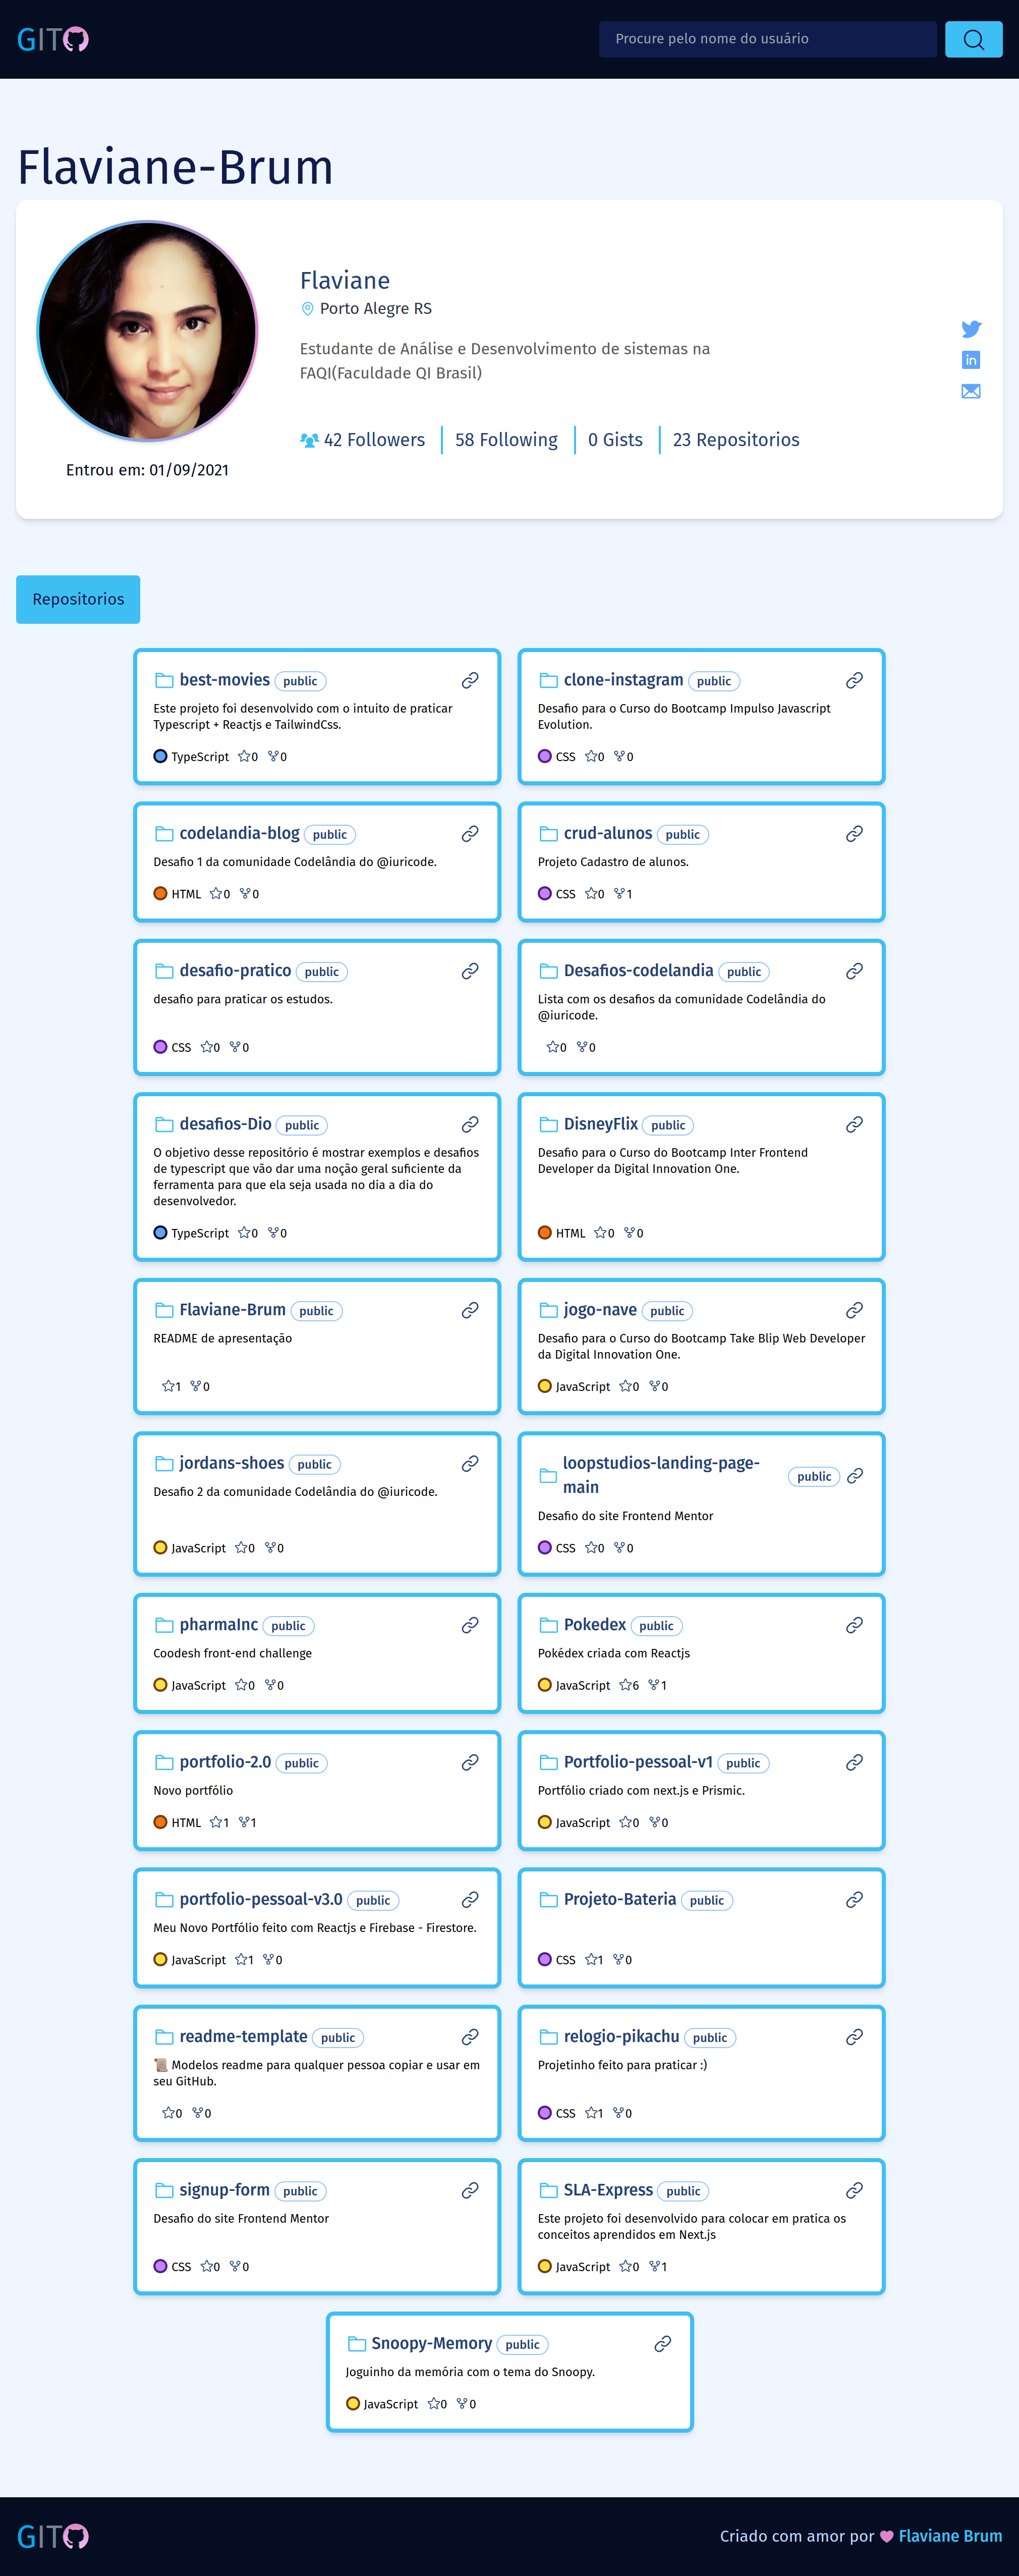 GIT
Procure pelo nome do usuário
Flaviane-Brum
Flaviane
Porto Alegre RS
Estudante de Análise e Desenvolvimento de sistemas na
FAQI(Faculdade QI Brasil)
42 Followers 58 Following 0 Gists 23 Repositorios
Entrou em: 01/09/2021
Repositorios
best-movies public
Este projeto foi desenvolvido com o intuito de praticar
Typescript + Reactjs e TailwindCss.
TypeScript 0 0
clone-instagram public
Desafio para o Curso do Bootcamp Impulso Javascript
Evolution.
CSS 0 0
codelandia-blog public
Desafio 1 da comunidade Codelândia do @iuricode.
HTML 0 0
crud-alunos public
Projeto Cadastro de alunos.
CSS 0 1
desafio-pratico public
desafio para praticar os estudos.
CSS 0 0
Desafios-codelandia public
Lista com os desafios da comunidade Codelândia do
@iuricode.
0 0
desafios-Dio public
O objetivo desse repositório é mostrar exemplos e desafios
de typescript que vão dar uma noção geral suficiente da
ferramenta para que ela seja usada no dia a dia do
desenvolvedor.
TypeScript 0 0
DisneyFlix public
Desafio para o Curso do Bootcamp Inter Frontend
Developer da Digital Innovation One.
HTML 0 0
Flaviane-Brum public
README de apresentação
1 0
jogo-nave public
Desafio para o Curso do Bootcamp Take Blip Web Developer
da Digital Innovation One.
JavaScript 0 0
jordans-shoes public
Desafio 2 da comunidade Codelândia do @iuricode.
JavaScript 0 0
loopstudios-landing-page-
main public
Desafio do site Frontend Mentor
CSS 0 0
pharmaInc public
Coodesh front-end challenge
JavaScript 0 0
Pokedex public
Pokédex criada com Reactjs
JavaScript 6 1
portfolio-2.0 public
Novo portfólio
HTML 1 1
Portfolio-pessoal-v1 public
Portfólio criado com next.js e Prismic.
JavaScript 0 0
portfolio-pessoal-v3.0 public
Meu Novo Portfólio feito com Reactjs e Firebase - Firestore.
JavaScript 1 0
Projeto-Bateria public
CSS 1 0
readme-template public
📜 Modelos readme para qualquer pessoa copiar e usar em
seu GitHub.
0 0
relogio-pikachu public
Projetinho feito para praticar :)
CSS 1 0
signup-form public
Desafio do site Frontend Mentor
CSS 0 0
SLA-Express public
Este projeto foi desenvolvido para colocar em pratica os
conceitos aprendidos em Next.js
JavaScript 0 1
Snoopy-Memory public
Joguinho da memória com o tema do Snoopy.
JavaScript 0 0
GIT
Criado com amor por Flaviane Brum